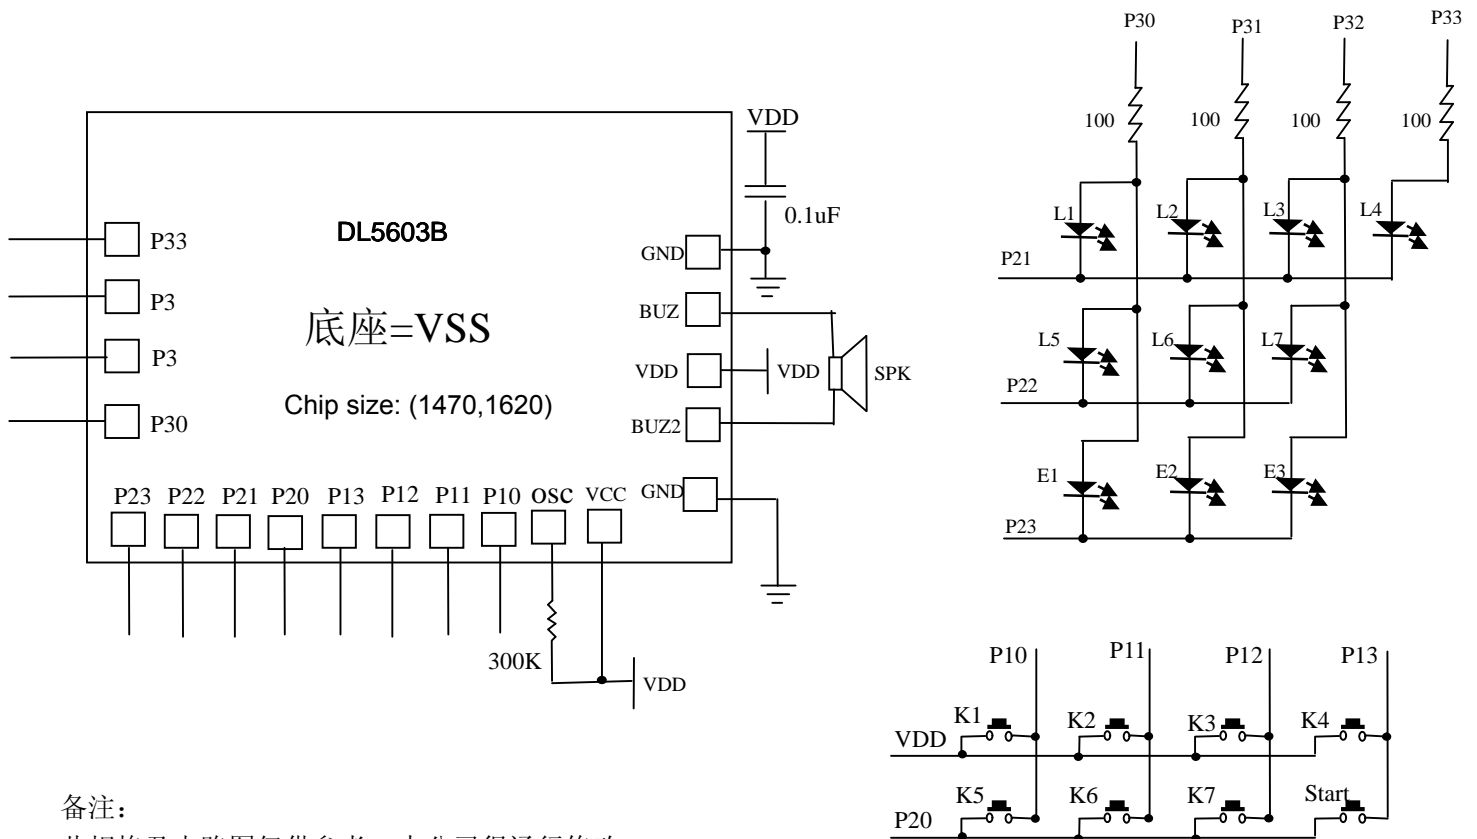 P30 P31 P32 P33
100 100 100 100
L1 L2 L3 L4
P21
L5 L6 L7
P22
E1 E2 E3
P23
VDD
0.1uF
DL5603B
底座=VSS
Chip size: (1470,1620)
P33
P3
P3
P30
GND
BUZ
VDD VDD SPK
BUZ2
GND
P23 P22 P21 P20 P13 P12 P11 P10 OSC VCC
300K
VDD
P10 P11 P12 P13
K1 K2 K3 K4
VDD
K5 K6 K7 Start
P20
备注：